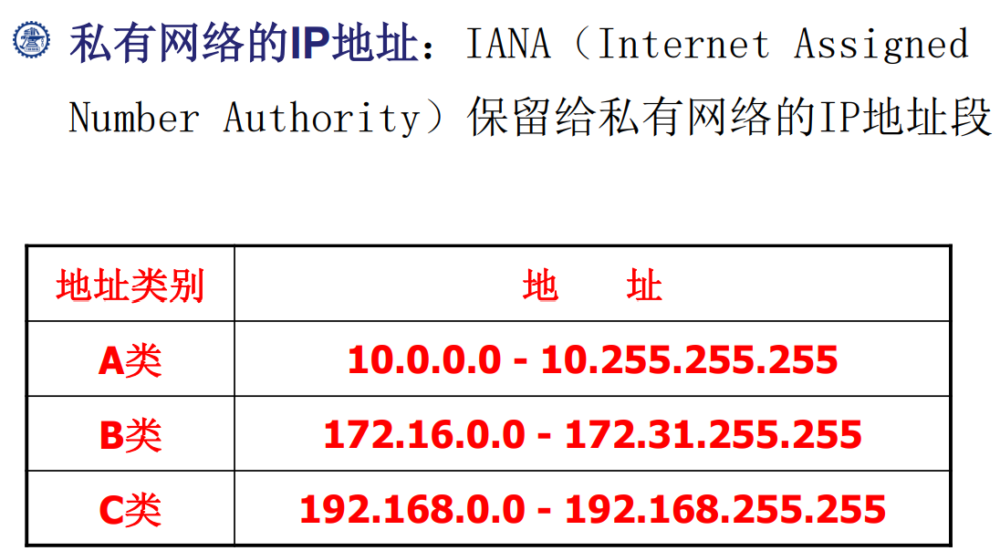 私有网络的IP地址：IANA（Internet Assigned
Number Authority）保留给私有网络的IP地址段
地址类别 地 址
A类 10.0.0.0 - 10.255.255.255
B类 172.16.0.0 - 172.31.255.255
C类 192.168.0.0 - 192.168.255.255